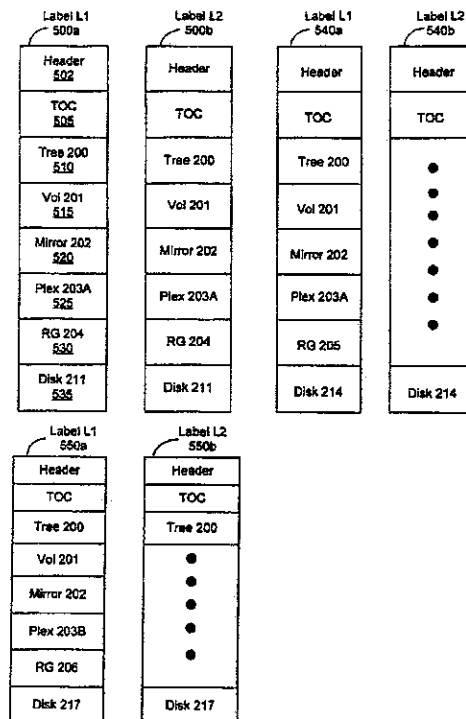 Label L1
500a
Header
502
TOC
505
Tree 200
510
Vol 201
515
Mirror 202
520
Plex 203A
525
RG 204
530
Disk 211
535
Label L2
500b
Header
TOC
Tree 200
Vol 201
Mirror 202
Plex 203A
RG 204
Disk 211
Label L1
540a
Header
TOC
Tree 200
Vol 201
Mirror 202
Plex 203A
RG 205
Disk 214
Label L2
540b
Header
TOC
Disk 214
Label L1
550a
Header
TOC
Tree 200
Vol 201
Mirror 202
Plex 203B
RG 206
Disk 217
Label L2
550b
Header
TOC
Tree 200
Disk 217